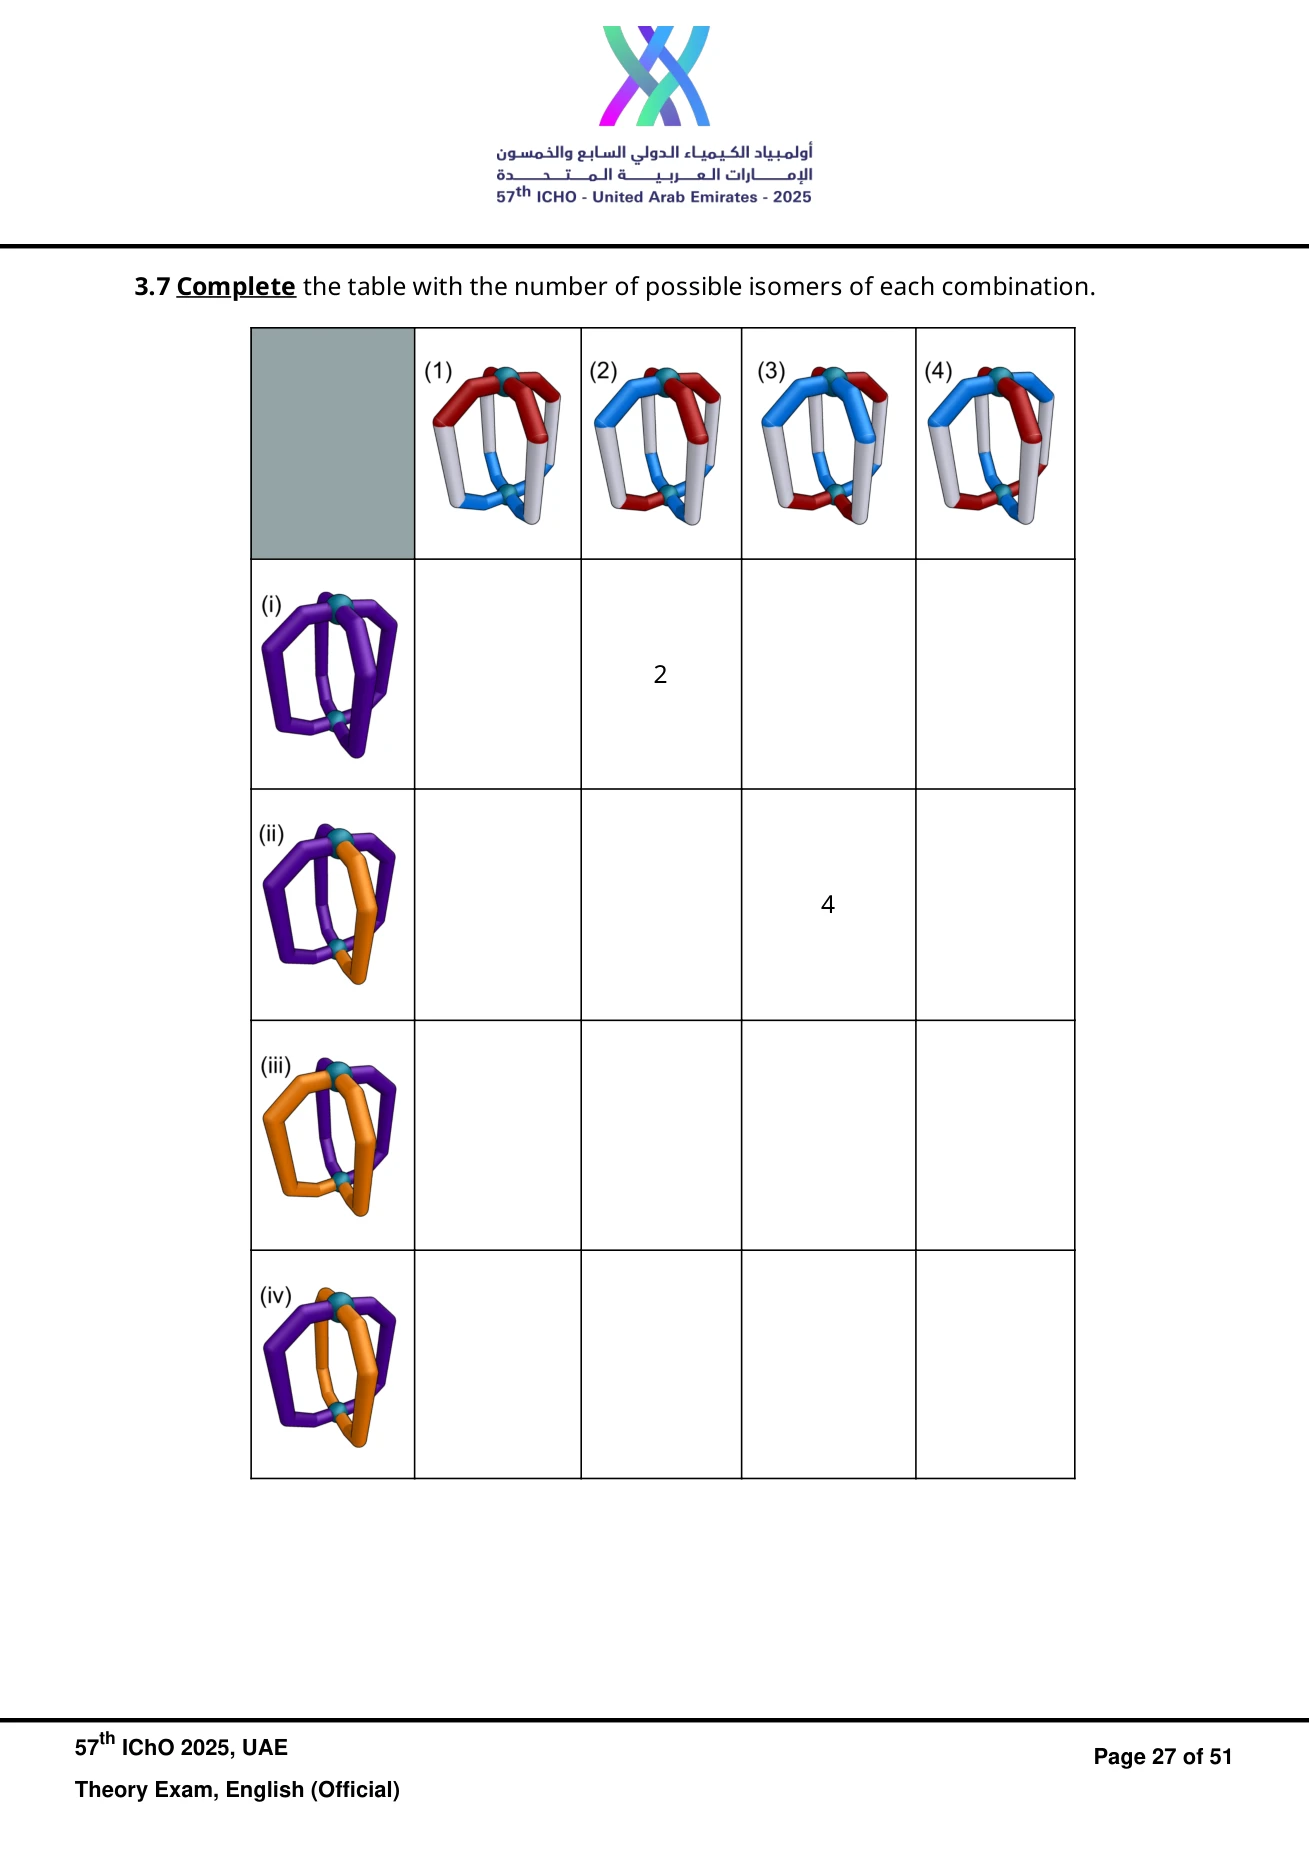 أولمبياد الكيمياء الدولي السابع والخمسون
الإمارات العربية المتحدة
57th ICHO - United Arab Emirates - 2025
3.7 Complete the table with the number of possible isomers of each combination.
(1) (2) (3) (4)
(i)
2
(ii)
4
(iii)
(iv)
57th IChO 2025, UAE
Page 27 of 51
Theory Exam, English (Official)